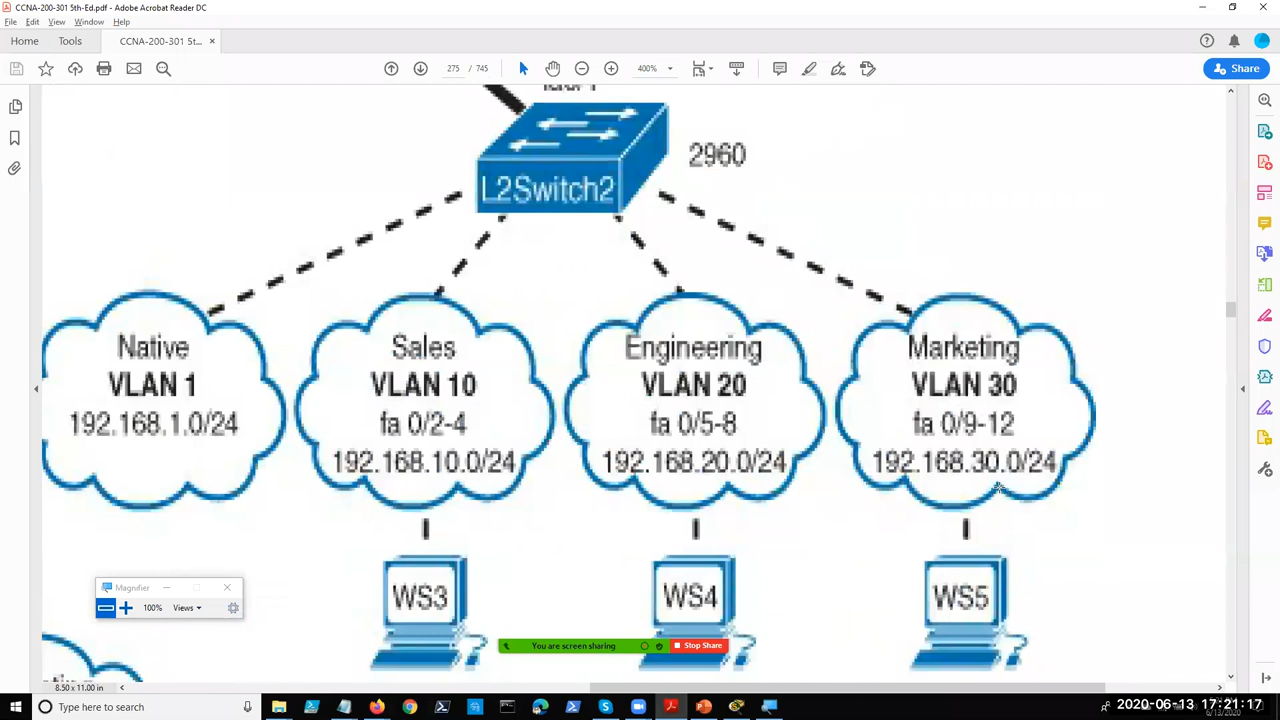 CCNA-200-301 5th-Ed.pdf - Adobe Acrobat Reader DC
File Edit View Window Help
Home Tools CCNA-200-301 5t... ×
275 / 745 400% Share
2960
L2Switch2
Native
VLAN 1
192.168.1.0/24
Sales
VLAN 10
fa 0/2-4
192.168.10.0/24
Engineering
VLAN 20
fa 0/5-8
192.168.20.0/24
Marketing
VLAN 30
fa 0/9-12
192.168.30.0/24
WS3
WS4
WS5
Magnifier
100% Views
You are screen sharing Stop Share
8.50 x 11.00 in
Type here to search
2020-06-13 17:21:17
6/13/2020